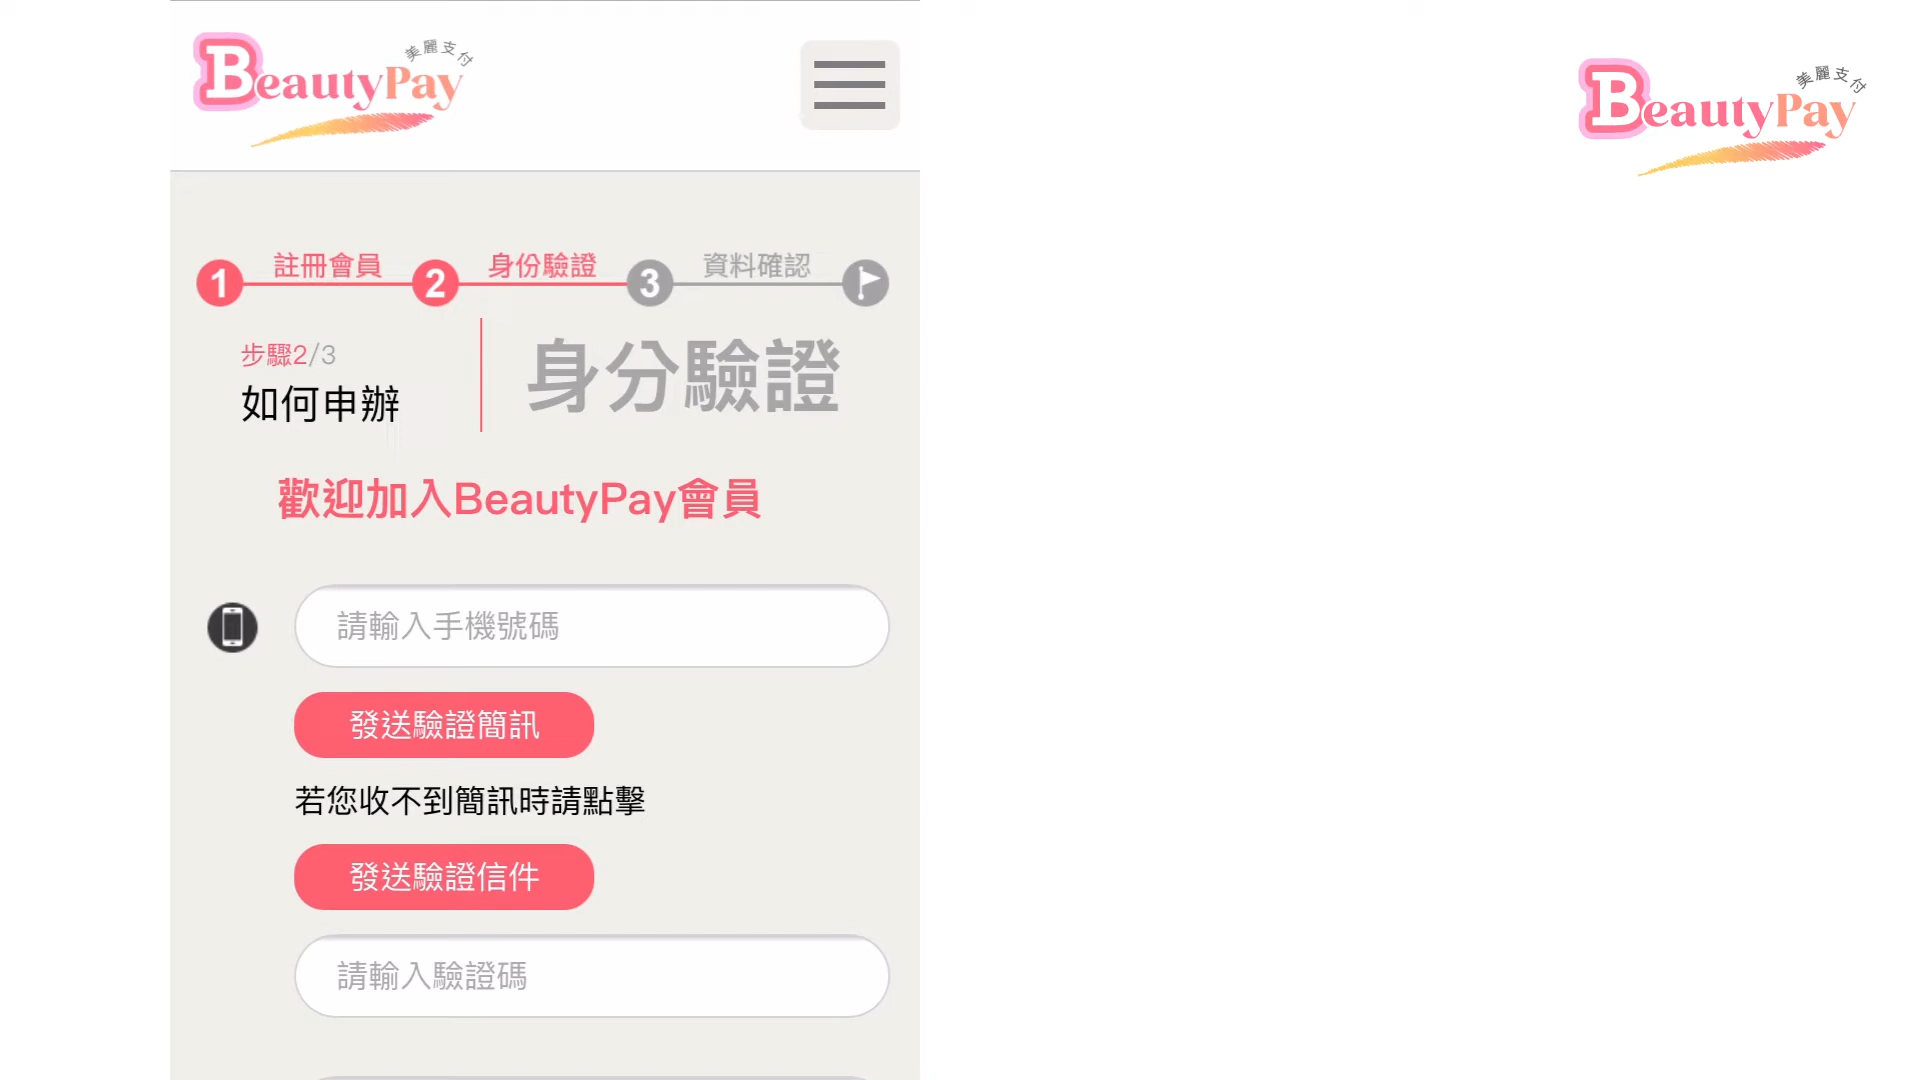 BeautyPay 美麗支付
BeautyPay 美麗支付
1 註冊會員 2 身份驗證 3 資料確認
步驟2/3
如何申辦
身分驗證
歡迎加入BeautyPay會員
請輸入手機號碼
發送驗證簡訊
若您收不到簡訊時請點擊
發送驗證信件
請輸入驗證碼